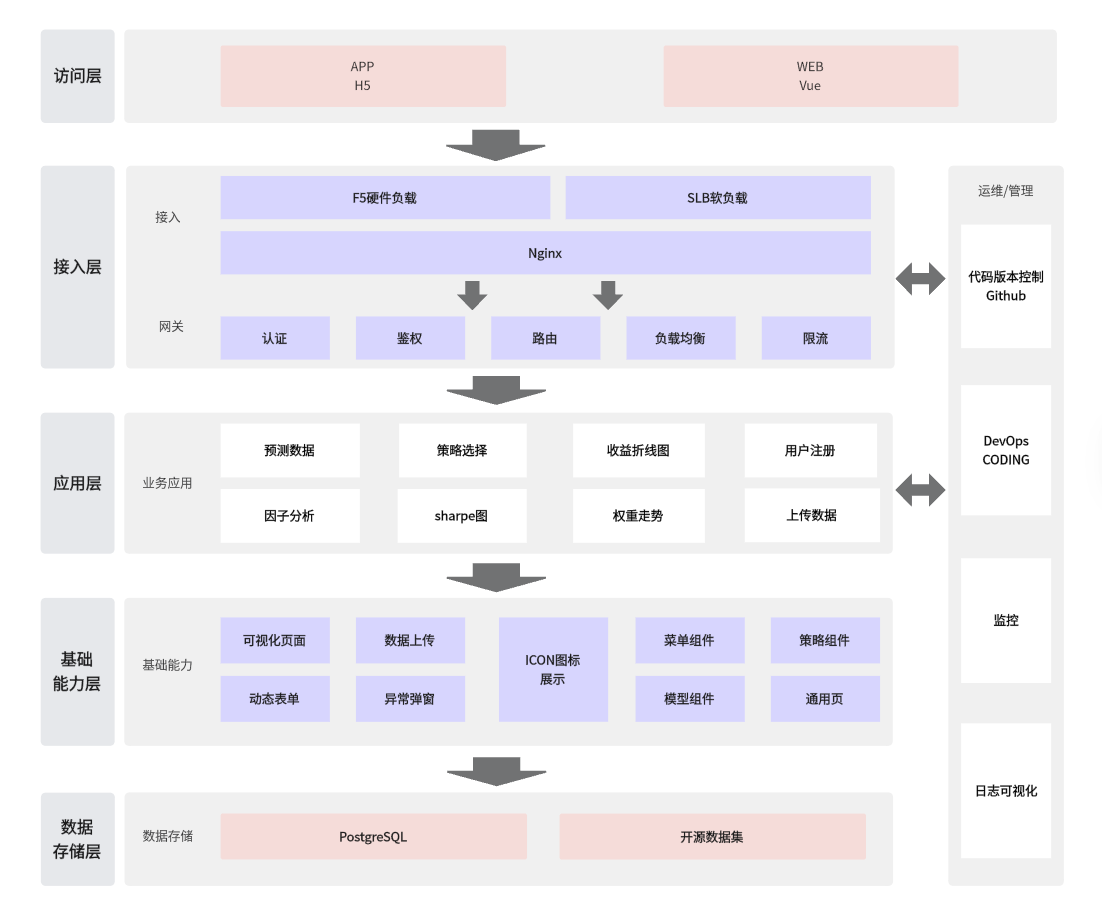 访问层
APP
H5
WEB
Vue
接入层
接入
F5硬件负载
SLB软负载
Nginx
网关
认证
鉴权
路由
负载均衡
限流
应用层
业务应用
预测数据
策略选择
收益折线图
用户注册
因子分析
sharpe图
权重走势
上传数据
基础
能力层
基础能力
可视化页面
数据上传
ICON图标
展示
菜单组件
策略组件
动态表单
异常弹窗
模型组件
通用页
数据
存储层
数据存储
PostgreSQL
开源数据集
运维/管理
代码版本控制
Github
DevOps
CODING
监控
日志可视化